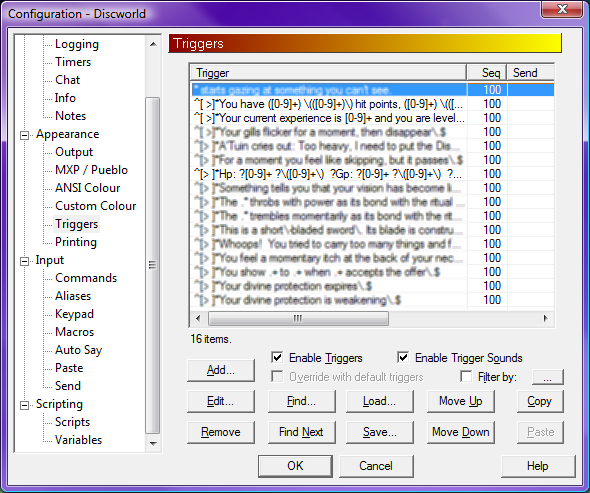 Configuration - Discworld
Logging
Timers
Chat
Info
Notes
Appearance
Output
MXP / Pueblo
ANSI Colour
Custom Colour
Triggers
Printing
Input
Commands
Aliases
Keypad
Macros
Auto Say
Paste
Send
Scripting
Scripts
Variables
Triggers
Trigger Seq Send
* starts gazing at something you can't see. 100
^[ >]*You have ([0-9]+) \(([0-9]+)\) hit points, ([0-9]+) \(([... 100
^[ >]*Your current experience is [0-9]+ and you are level... 100
^[ >]*Your gills flicker for a moment, then disappear\.$ 100
^[ >]*A'Tuin cries out: Too heavy, I need to put the Dis... 100
^[ >]*For a moment you feel like skipping, but it passes\.$ 100
^[ >]*Hp: ?[0-9]+ ?\([0-9]+\)  ?Gp: ?[0-9]+ ?\([0-9]+\)  ?... 100
^[> ]*Something tells you that your vision has become li... 100
^[> ]*The .* throbs with power as its bond with the ritual ... 100
^[> ]*The .* trembles momentarily as its bond with the rit... 100
^[> ]*This is a short\-bladed sword\. Its blade is constru... 100
^[> ]*Whoops!  You tried to carry too many things and f... 100
^[> ]*You feel a momentary itch at the back of your nec... 100
^[> ]*You show .+ to .+ when .+ accepts the offer\.$ 100
^[> ]*Your divine protection expires\.$ 100
^[> ]*Your divine protection is weakening\.$ 100
16 items.
Add...
Enable Triggers
Enable Trigger Sounds
Override with default triggers
Filter by:
...
Edit...
Find...
Load...
Move Up
Copy
Remove
Find Next
Save...
Move Down
Paste
OK
Cancel
Help